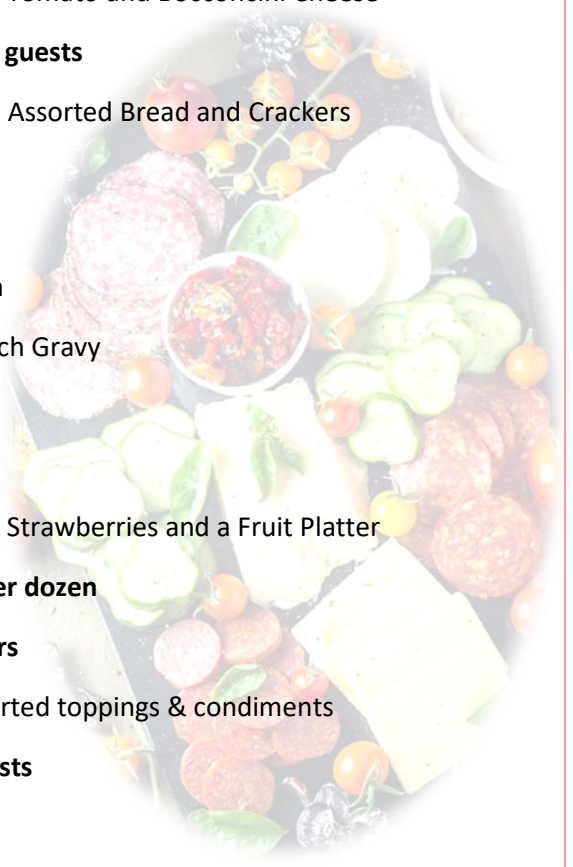 Tomato and Bocconcini Cheese
guests
Assorted Bread and Crackers
ch Gravy
Strawberries and a Fruit Platter
er dozen
rs
rted toppings & condiments
sts